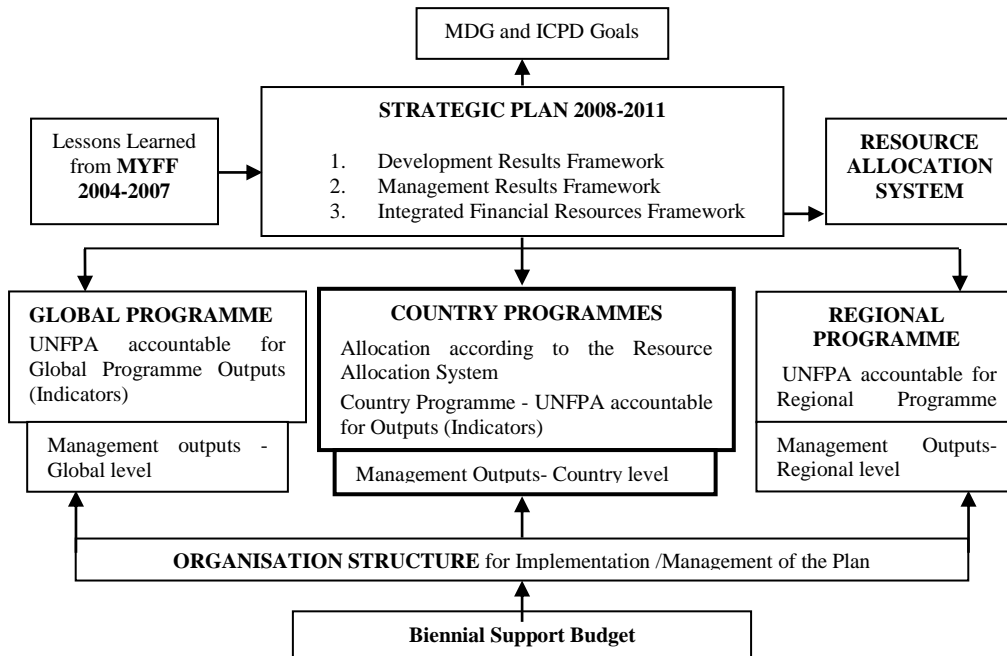 MDG and ICPD Goals
STRATEGIC PLAN 2008-2011
1. Development Results Framework
2. Management Results Framework
3. Integrated Financial Resources Framework
Lessons Learned
from MYFF
2004-2007
RESOURCE
ALLOCATION
SYSTEM
GLOBAL PROGRAMME
UNFPA accountable for
Global Programme Outputs
(Indicators)
Management outputs -
Global level
COUNTRY PROGRAMMES
Allocation according to the Resource
Allocation System
Country Programme - UNFPA accountable
for Outputs (Indicators)
Management Outputs- Country level
REGIONAL
PROGRAMME
UNFPA accountable for
Regional Programme
Management Outputs-
Regional level
ORGANISATION STRUCTURE for Implementation /Management of the Plan
Biennial Support Budget